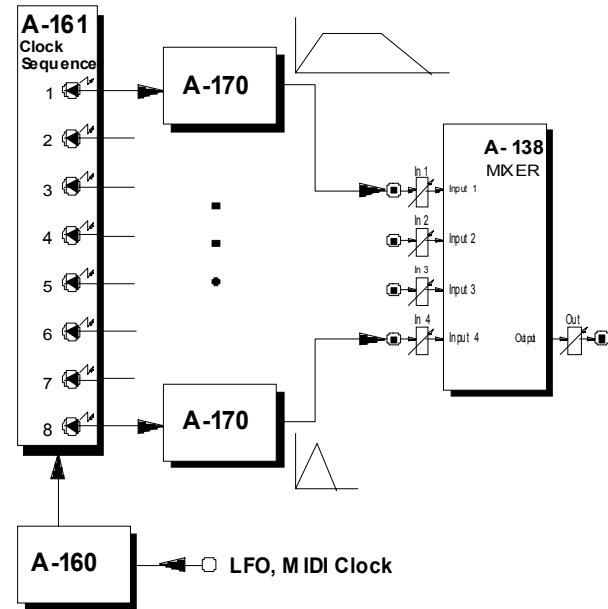 A-161
Clock
Sequence
1
2
3
4
5
6
7
8
A-170
A-170
A-138
MIXER
In 1
Input 1
In 2
Input 2
In 3
Input 3
In 4
Input 4
Output
Out
A-160
LFO, MIDI Clock